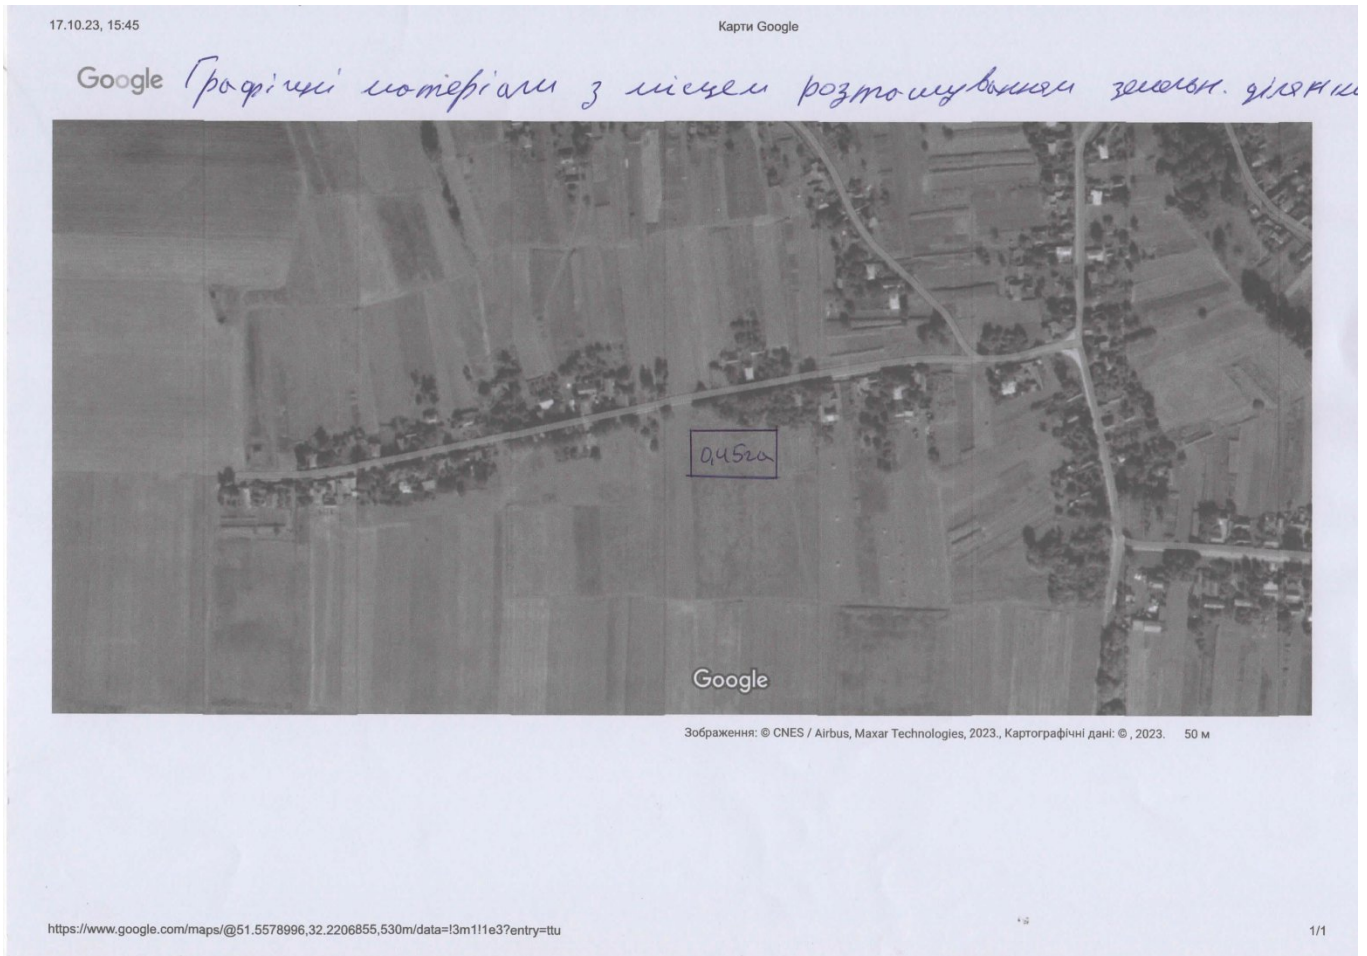 17.10.23, 15:45
Карти Google
Google Графічні матеріали з місцем розташуванням земельн. ділянки
0,45га
Google
Зображення: © CNES / Airbus, Maxar Technologies, 2023., Картографічні дані: © , 2023. 50 м
https://www.google.com/maps/@51.5578996,32.2206855,530m/data=!3m1!1e3?entry=ttu
1/1